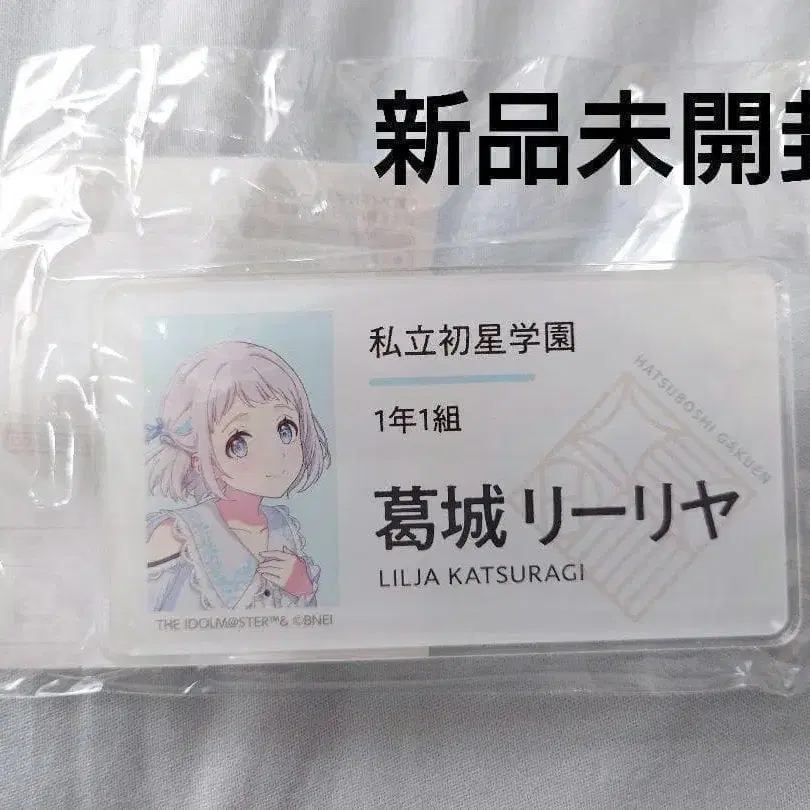 新品未開封
私立初星学園
HATSUBOSHI GAKUEN
1年1組
葛城 リーリヤ
LILJA KATSURAGI
THE IDOLM@STER™& ©BNEI